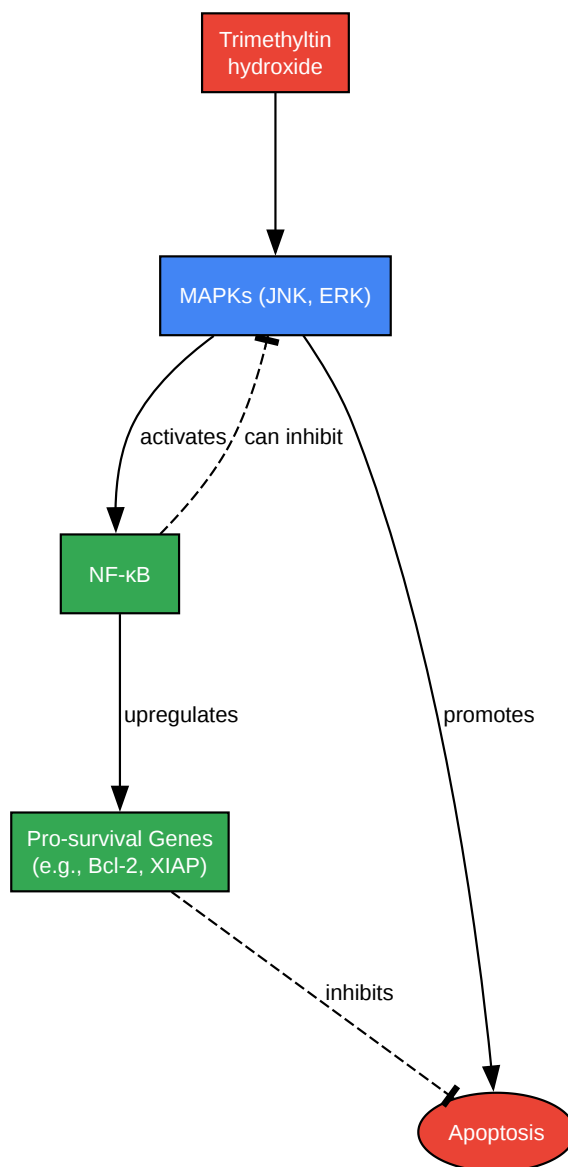 Trimethyltin
hydroxide
MAPKs (JNK, ERK)
activates
can inhibit
NF-κB
upregulates
promotes
Pro-survival Genes
(e.g., Bcl-2, XIAP)
inhibits
Apoptosis